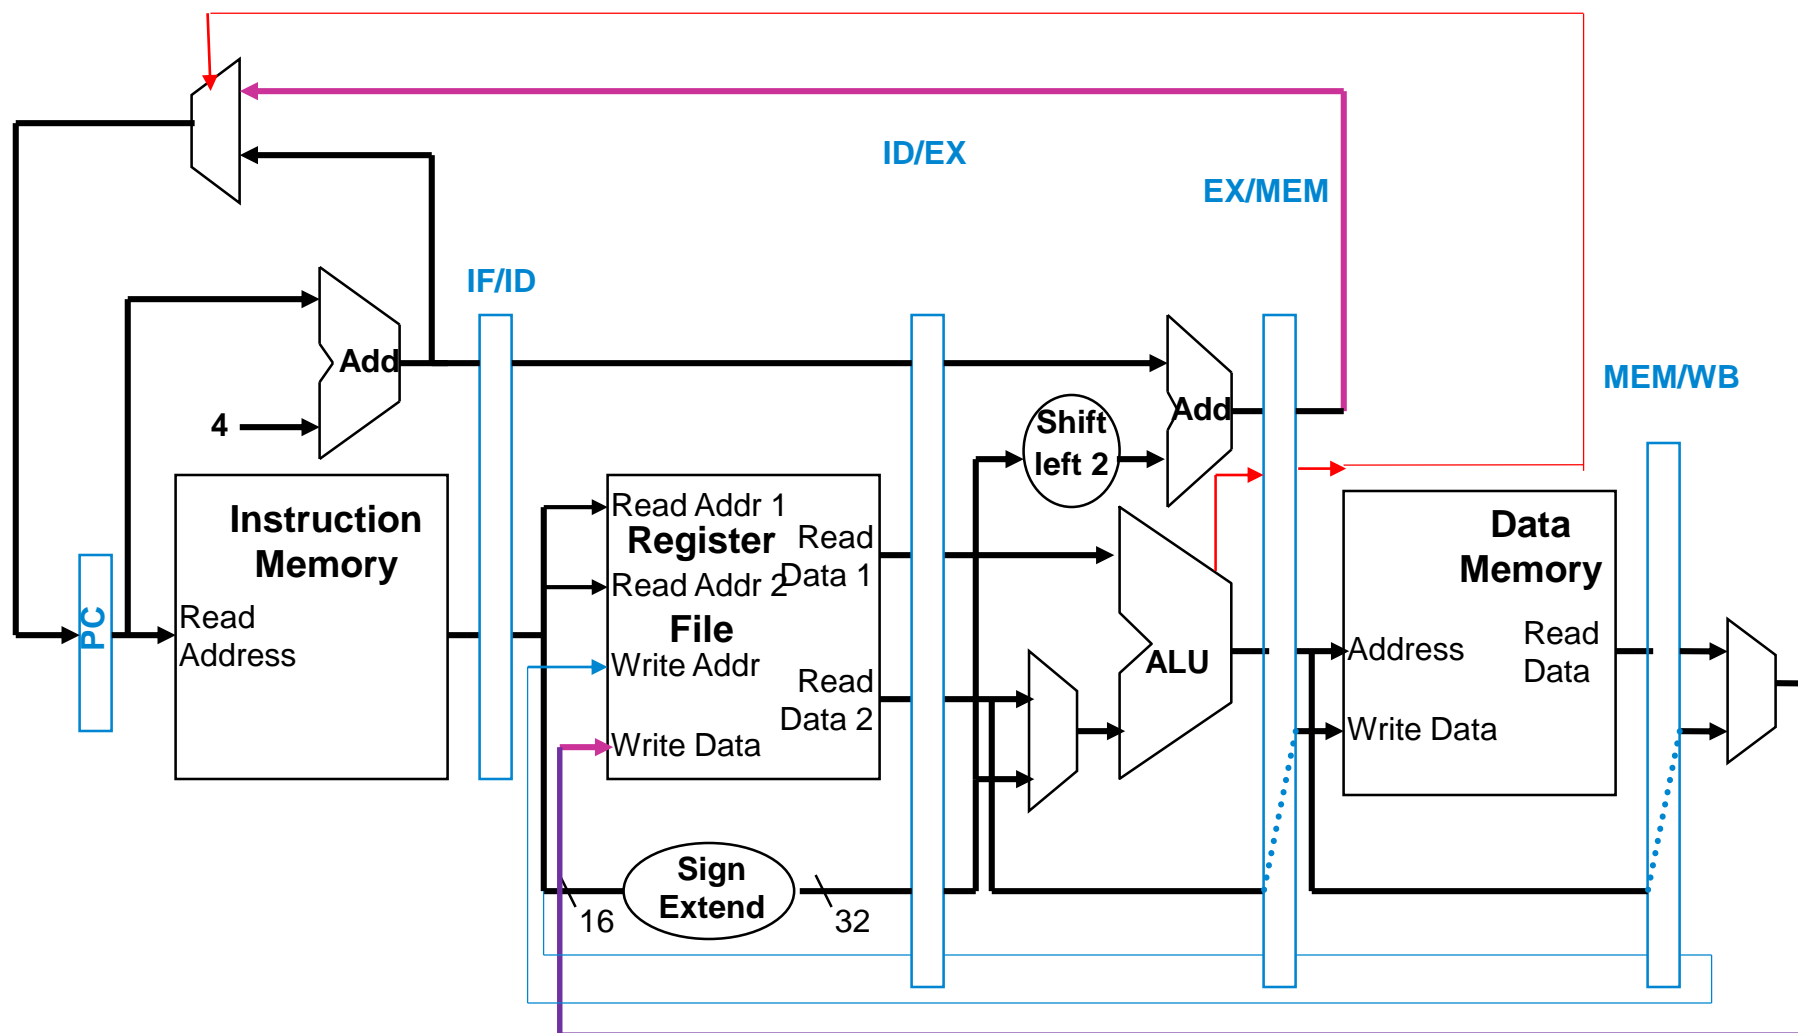 ID/EX
EX/MEM
IF/ID
MEM/WB
Add
4
Shift
left 2
Add
Instruction
Memory
Read
Address
PC
Read Addr 1
Register
Read Addr 2
File
Write Addr
Write Data
Read
Data 1
Read
Data 2
ALU
Data
Memory
Address
Read
Data
Write Data
Sign
Extend
16
32